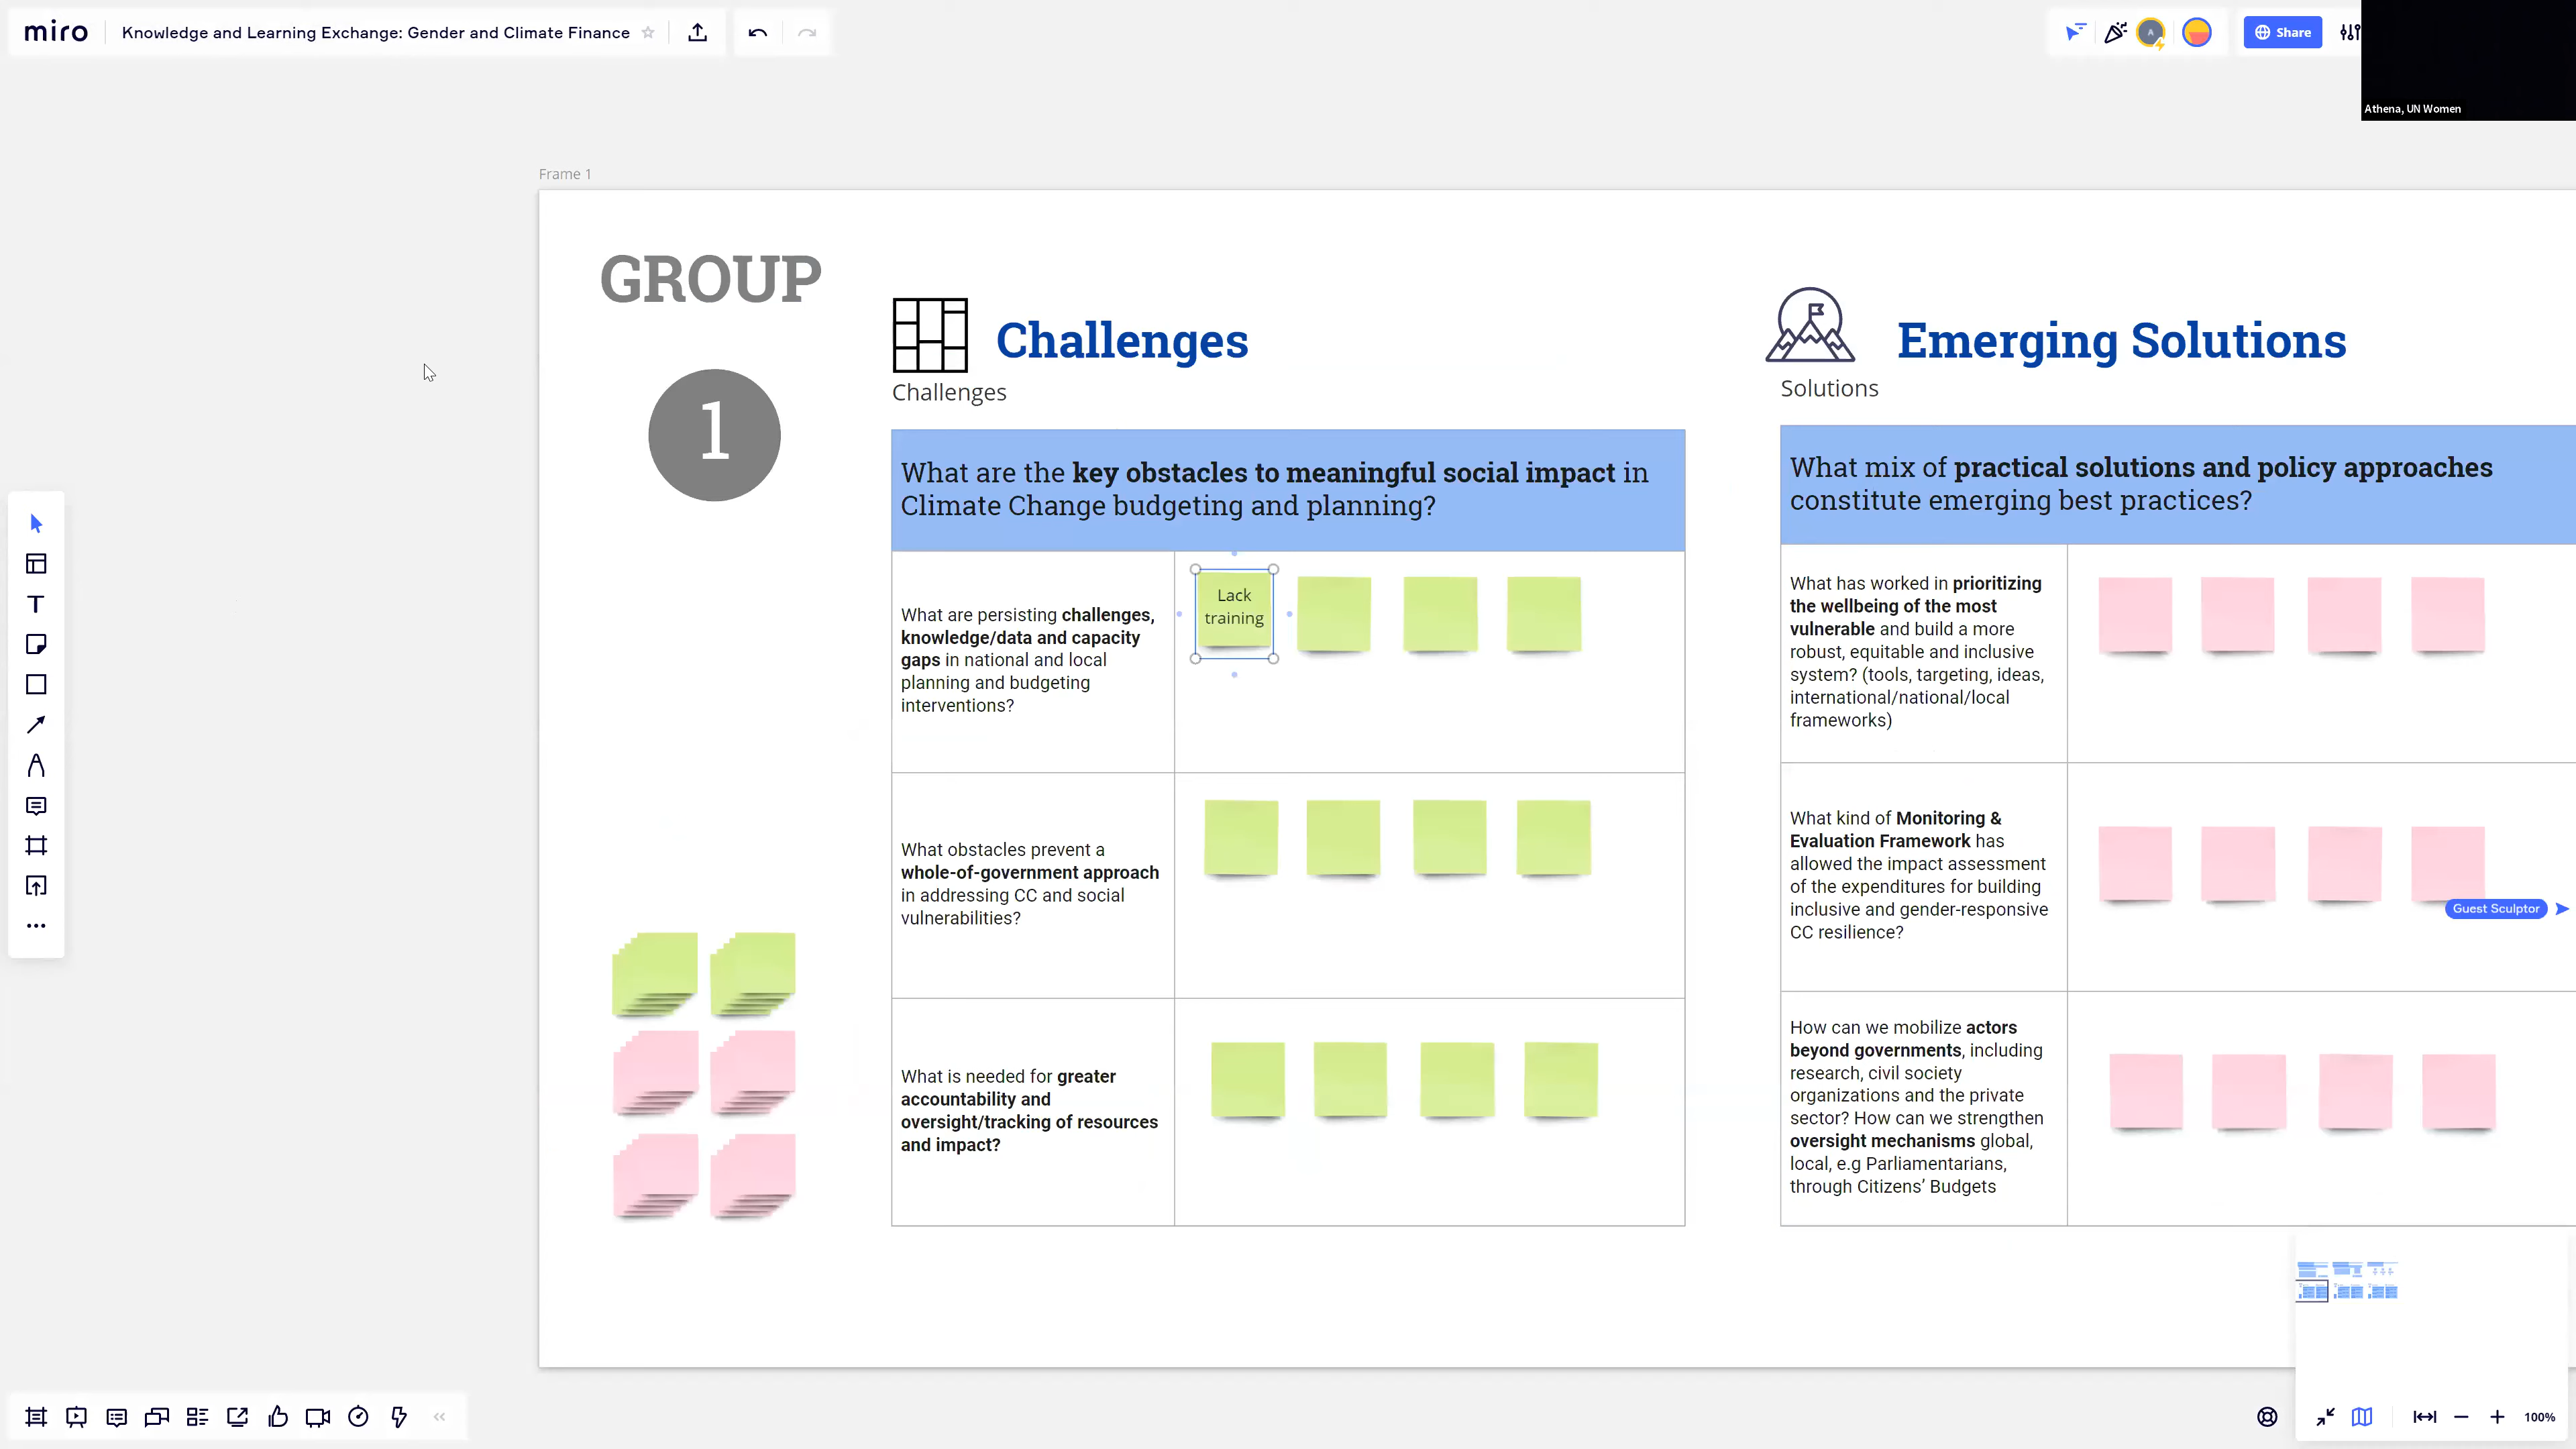 miro
Knowledge and Learning Exchange: Gender and Climate Finance
A
Share
Athena, UN Women
Frame 1
GROUP
1
Challenges
Challenges
What are the key obstacles to meaningful social impact in
Climate Change budgeting and planning?
What are persisting challenges,
knowledge/data and capacity
gaps in national and local
planning and budgeting
interventions?
Lack
training
What obstacles prevent a
whole-of-government approach
in addressing CC and social
vulnerabilities?
What is needed for greater
accountability and
oversight/tracking of resources
and impact?
Emerging Solutions
Solutions
What mix of practical solutions and policy approaches
constitute emerging best practices?
What has worked in prioritizing
the wellbeing of the most
vulnerable and build a more
robust, equitable and inclusive
system? (tools, targeting, ideas,
international/national/local
frameworks)
What kind of Monitoring &
Evaluation Framework has
allowed the impact assessment
of the expenditures for building
inclusive and gender-responsive
CC resilience?
Guest Sculptor
How can we mobilize actors
beyond governments, including
research, civil society
organizations and the private
sector? How can we strengthen
oversight mechanisms global,
local, e.g Parliamentarians,
through Citizens’ Budgets
100%